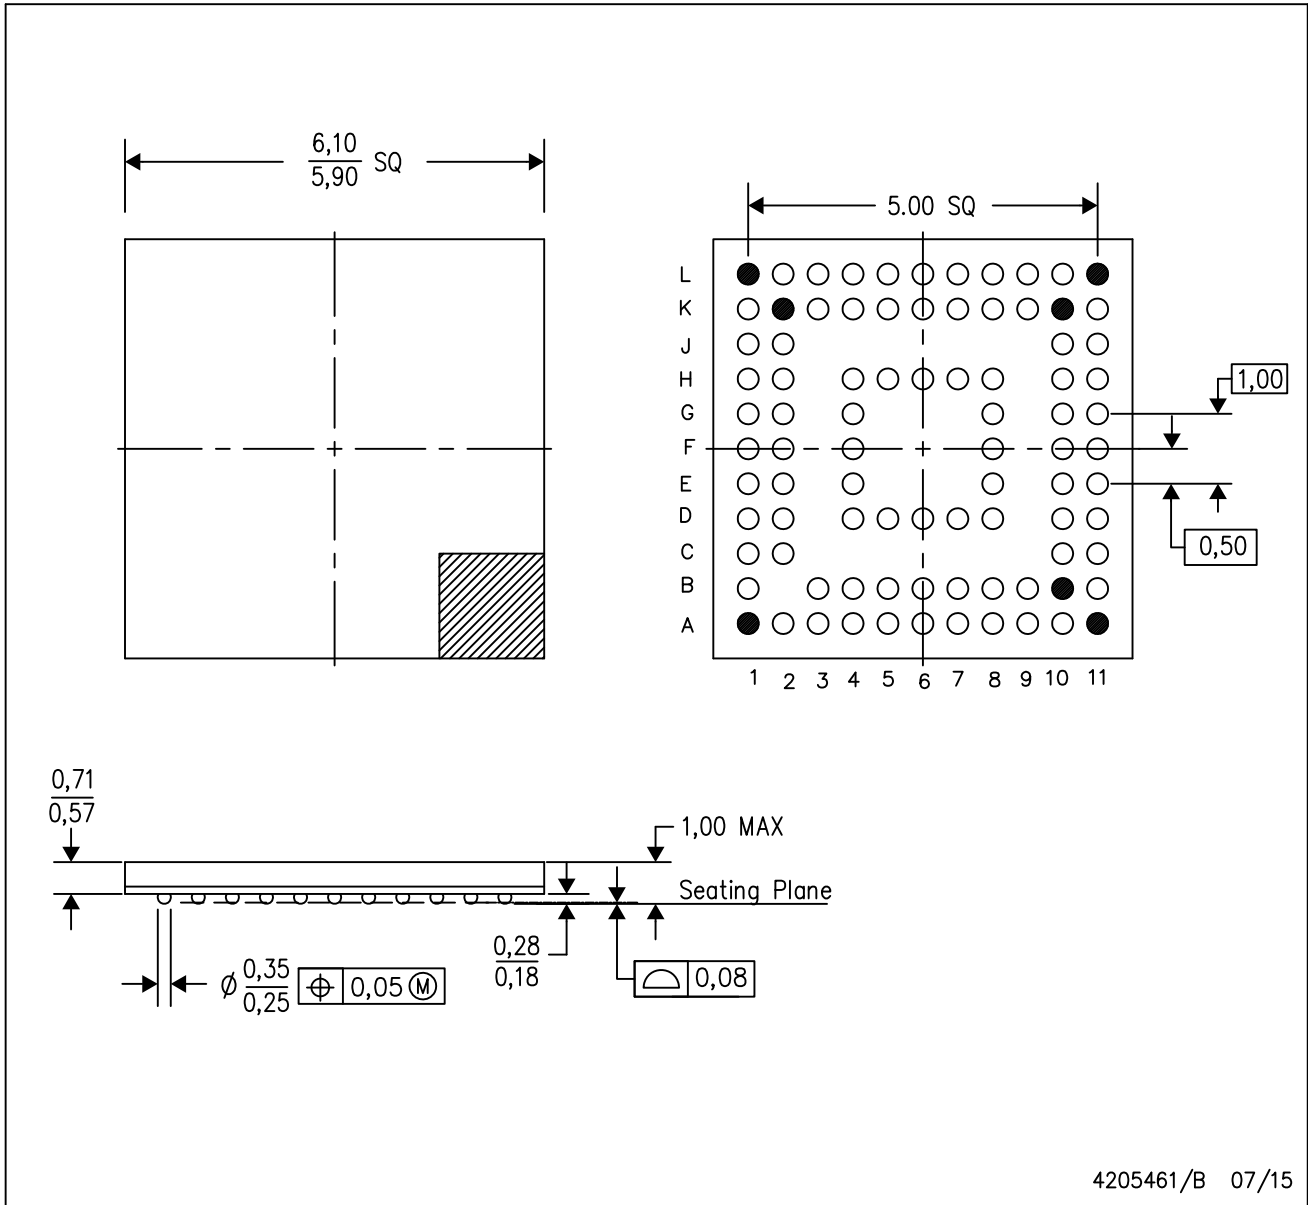 6,10
5,90 SQ
5.00 SQ
L
K
J
H
G
F
E
D
C
B
A
1 2 3 4 5 6 7 8 9 10 11
1,00
0,50
0,71
0,57
1,00 MAX
Seating Plane
0,28
0,18
0,08
Ø 0,35
0,25
0,05 Ⓜ
4205461/B 07/15